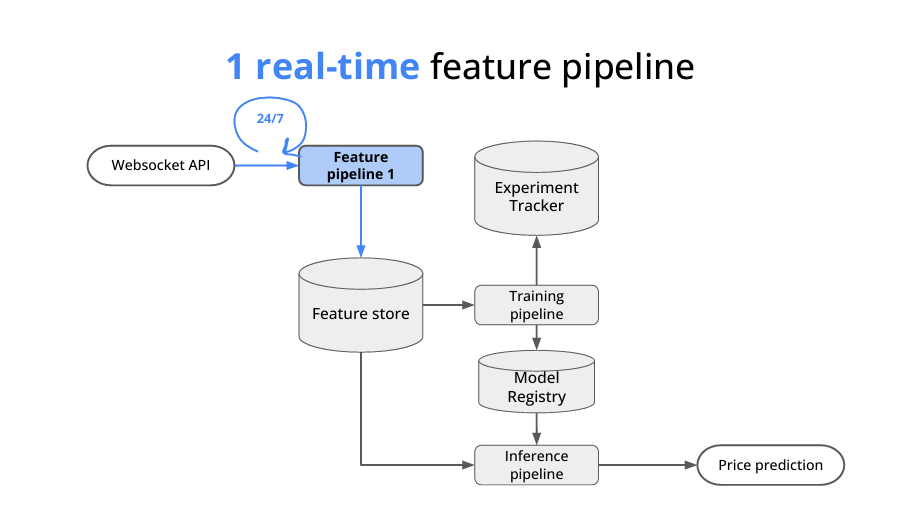 1 real-time feature pipeline
24/7
Websocket API
Feature
pipeline 1
Experiment
Tracker
Feature store
Training
pipeline
Model
Registry
Inference
pipeline
Price prediction